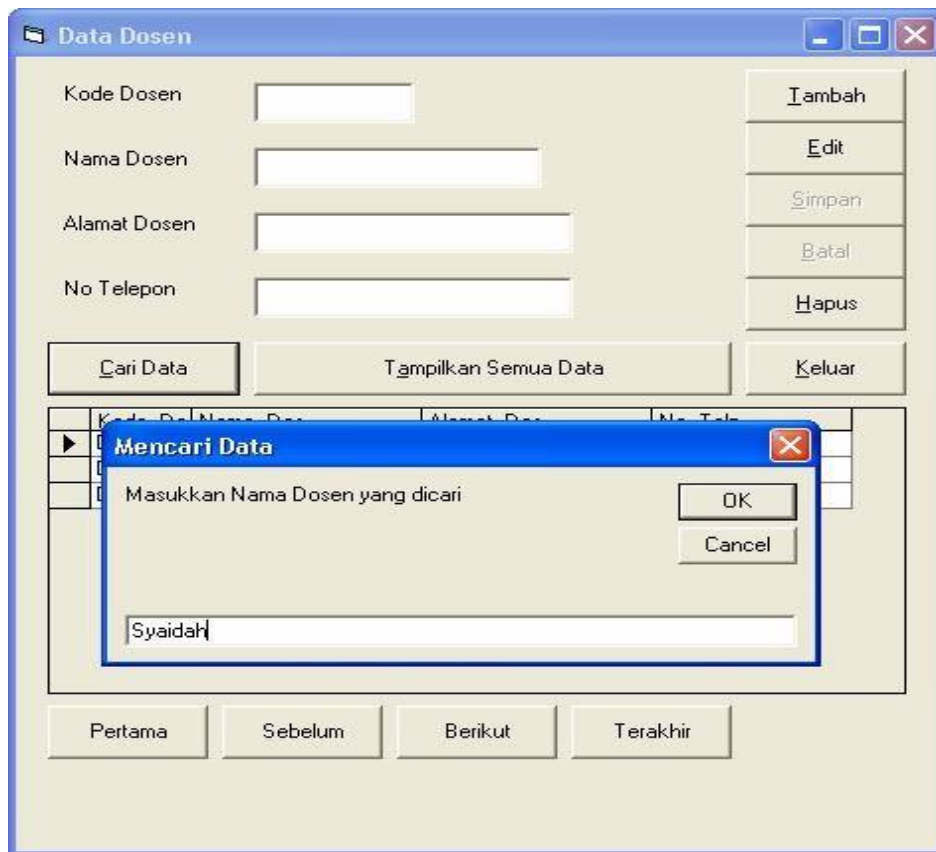 Data Dosen
Kode Dosen
Tambah
Nama Dosen
Edit
Simpan
Alamat Dosen
Batal
No Telepon
Hapus
Cari Data
Tampilkan Semua Data
Keluar
Mencari Data
Masukkan Nama Dosen yang dicari
OK
Cancel
Syaidah
Pertama
Sebelum
Berikut
Terakhir